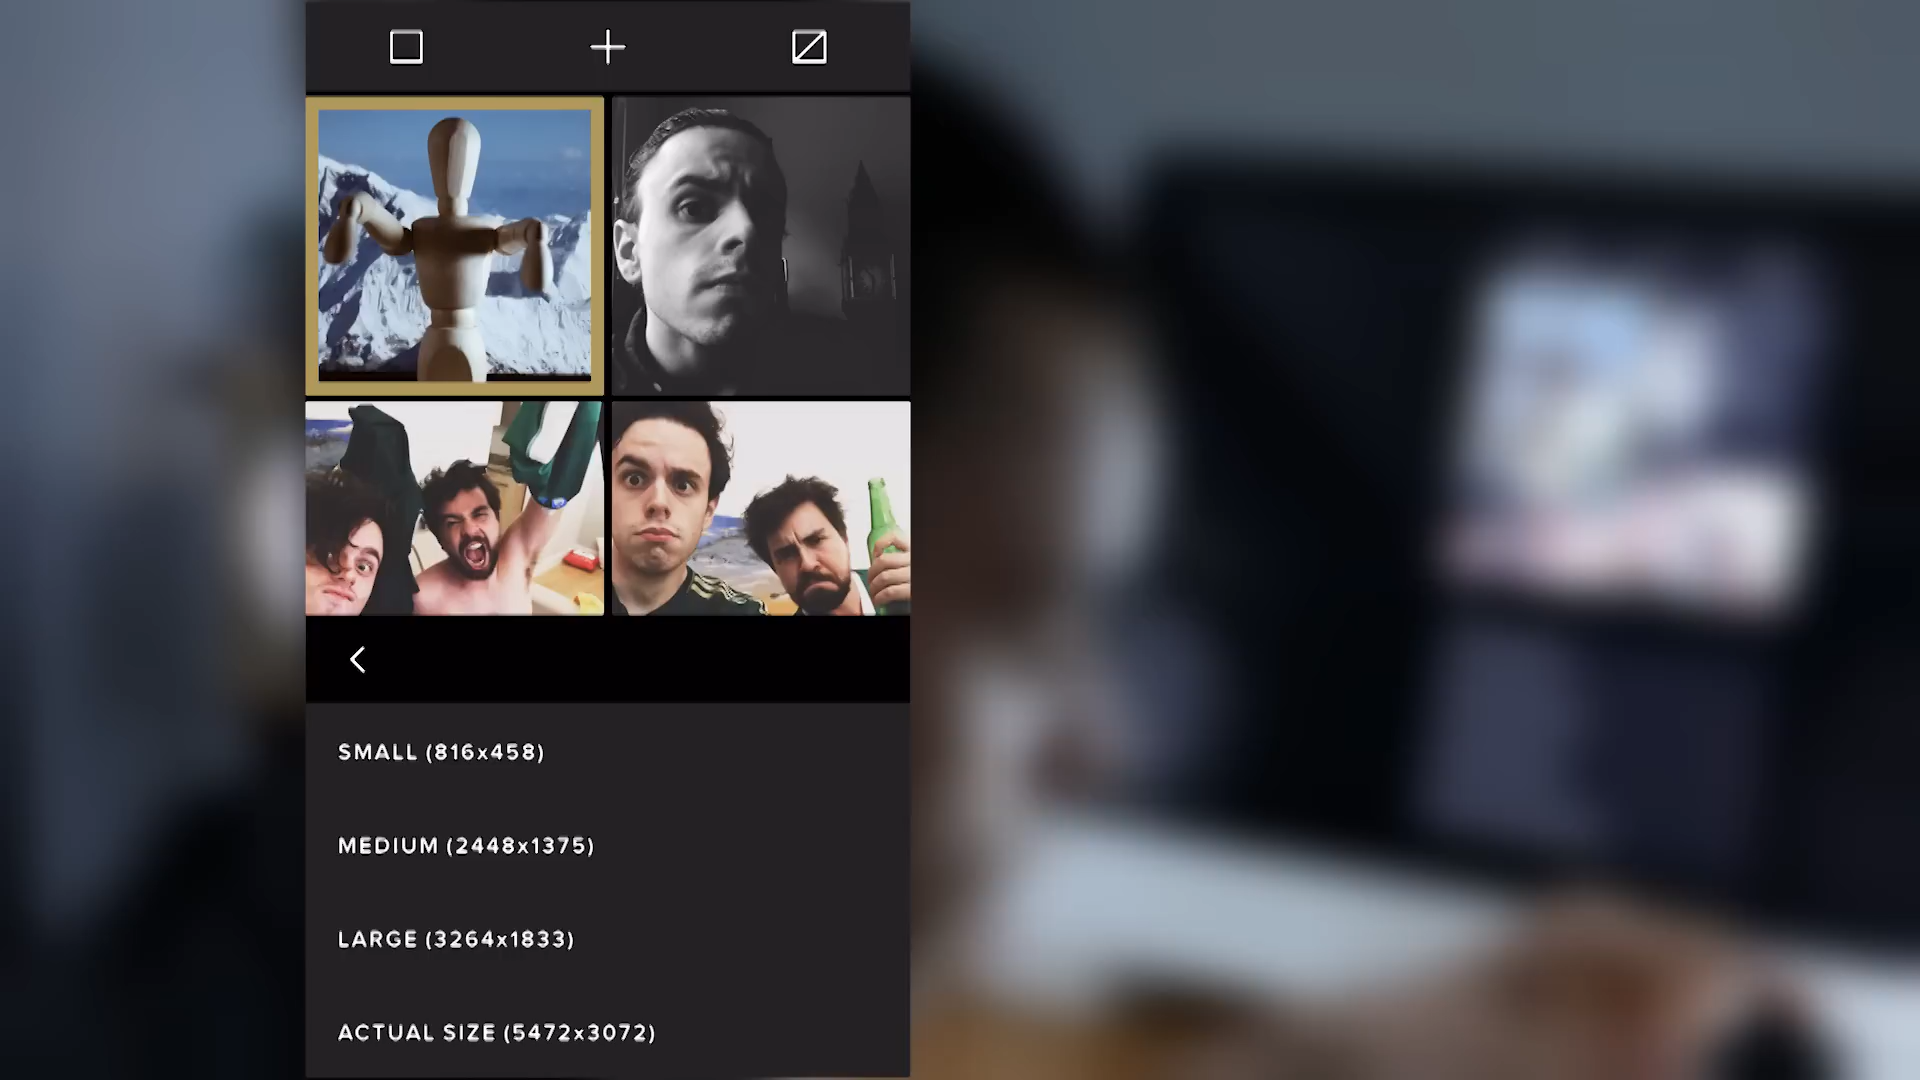 SMALL (816x458)
MEDIUM (2448x1375)
LARGE (3264x1833)
ACTUAL SIZE (5472x3072)